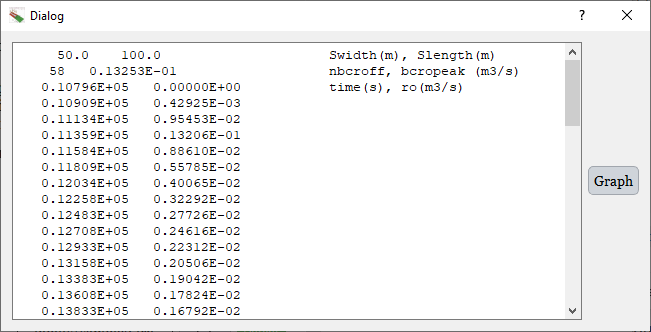 Dialog
50.0 100.0 Swidth(m), Slength(m)
58 0.13253E-01 nbcroff, bcropeak (m3/s)
0.10796E+05 0.00000E+00 time(s), ro(m3/s)
0.10909E+05 0.42925E-03
0.11134E+05 0.95453E-02
0.11359E+05 0.13206E-01
0.11584E+05 0.88610E-02
0.11809E+05 0.55785E-02
0.12034E+05 0.40065E-02
0.12258E+05 0.32292E-02
0.12483E+05 0.27726E-02
0.12708E+05 0.24616E-02
0.12933E+05 0.22312E-02
0.13158E+05 0.20506E-02
0.13383E+05 0.19042E-02
0.13608E+05 0.17824E-02
0.13833E+05 0.16792E-02
Graph